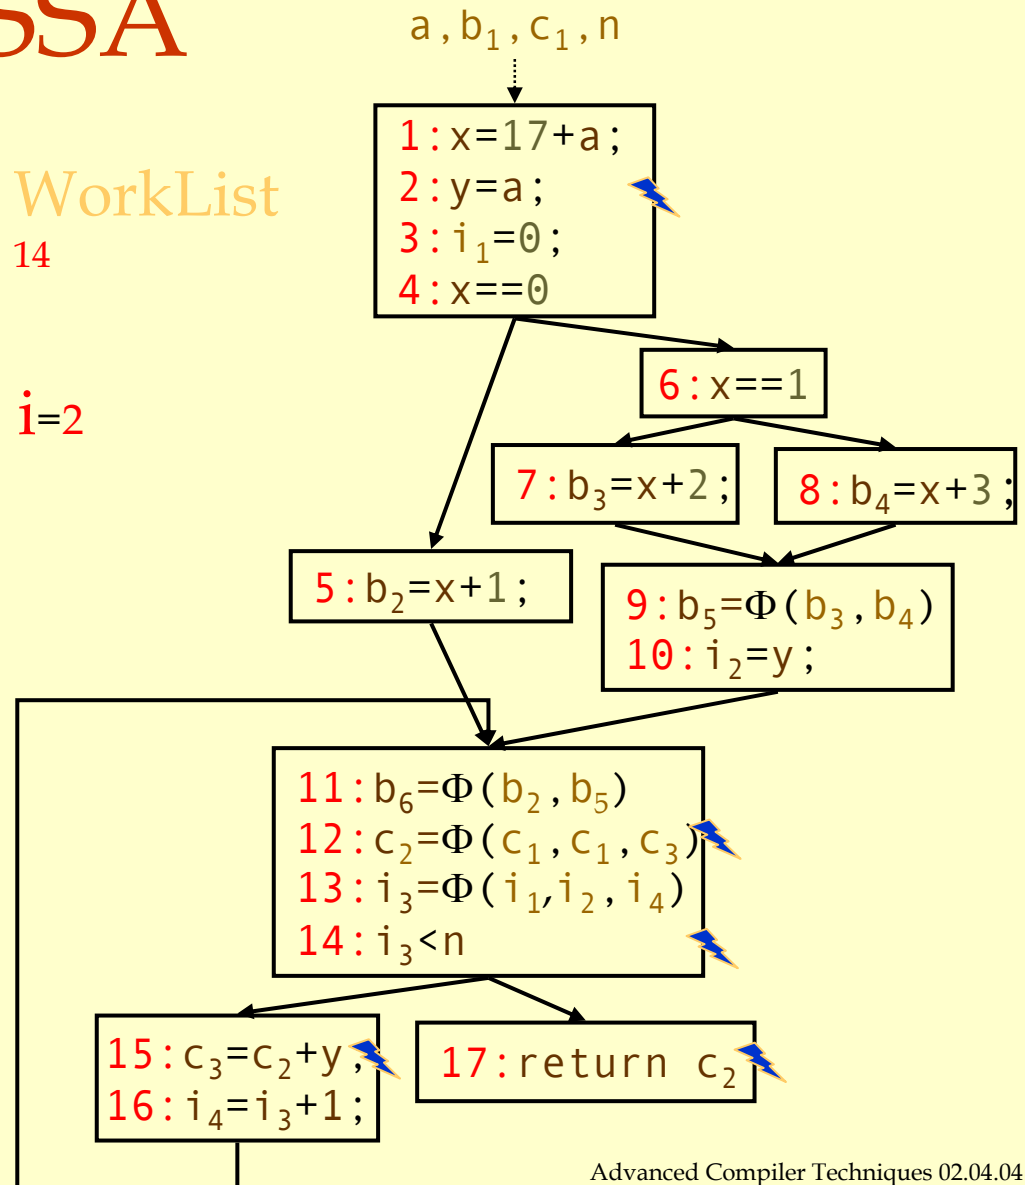 SSA
a,b₁,c₁,n
WorkList
14
i=2
1:x=17+a;
2:y=a;
3:i₁=0;
4:x==0
6:x==1
7:b₃=x+2;
8:b₄=x+3;
5:b₂=x+1;
9:b₅=Φ(b₃,b₄)
10:i₂=y;
11:b₆=Φ(b₂,b₅)
12:c₂=Φ(c₁,c₁,c₃)
13:i₃=Φ(i₁,i₂,i₄)
14:i₃<n
15:c₃=c₂+y;
16:i₄=i₃+1;
17:return c₂
Advanced Compiler Techniques 02.04.04